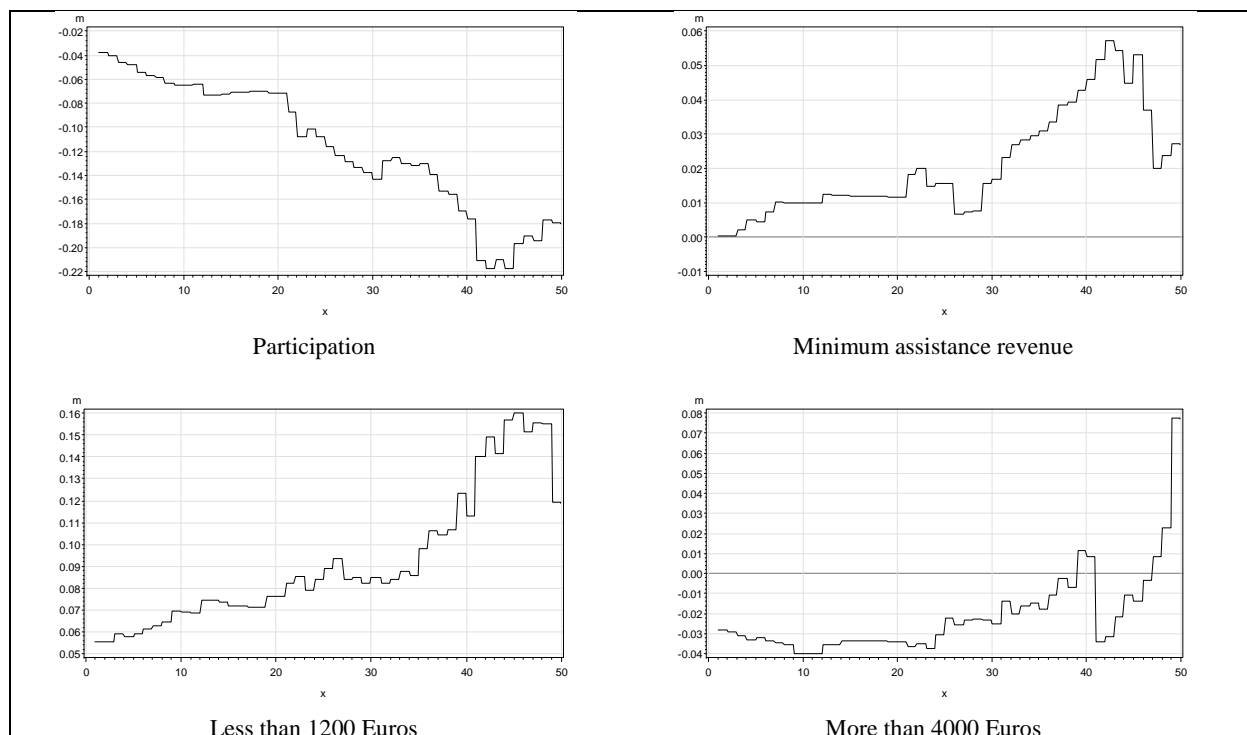 m
-0.02
-0.04
-0.06
-0.08
-0.10
-0.12
-0.14
-0.16
-0.18
-0.20
-0.22
0 10 20 30 40 50
x
Participation
m
0.06
0.05
0.04
0.03
0.02
0.01
0.00
-0.01
0 10 20 30 40 50
x
Minimum assistance revenue
m
0.16
0.15
0.14
0.13
0.12
0.11
0.10
0.09
0.08
0.07
0.06
0.05
0 10 20 30 40 50
x
Less than 1200 Euros
m
0.08
0.07
0.06
0.05
0.04
0.03
0.02
0.01
0.00
-0.01
-0.02
-0.03
-0.04
0 10 20 30 40 50
x
More than 4000 Euros